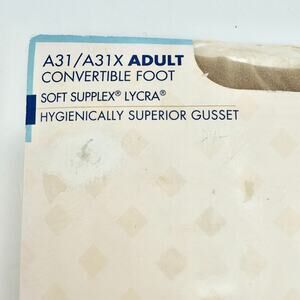 A31/A31X ADULT
CONVERTIBLE FOOT
SOFT SUPPLEX® LYCRA®
HYGIENICALLY SUPERIOR GUSSET